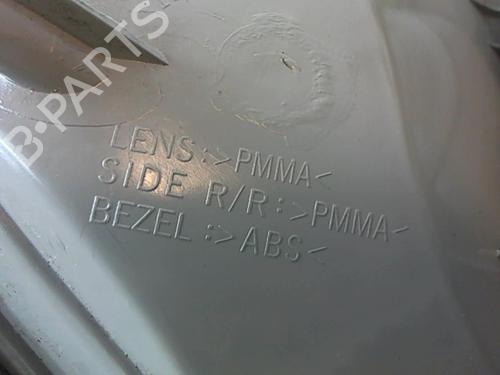 B-PARTS
LENS:>PMMA<
SIDE R/R:>PMMA<
BEZEL:>ABS<